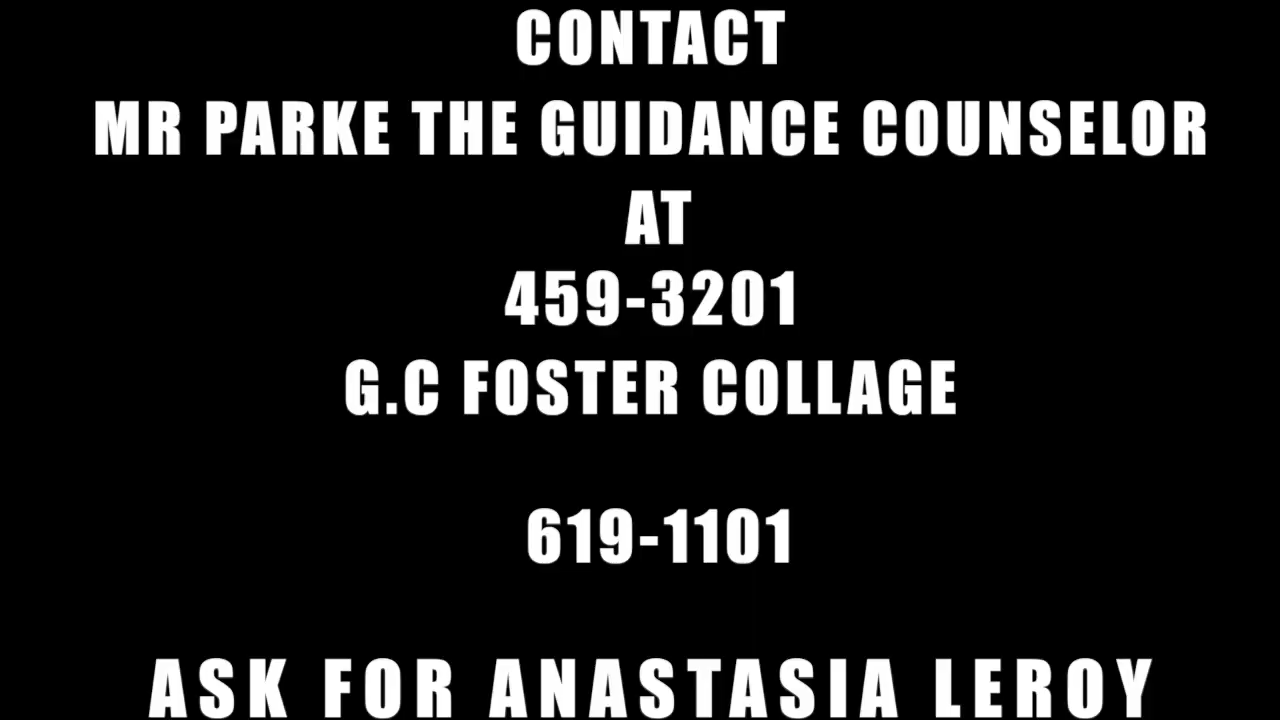 CONTACT
MR PARKE THE GUIDANCE COUNSELOR
AT
459-3201
G.C FOSTER COLLAGE
619-1101
ASK FOR ANASTASIA LEROY